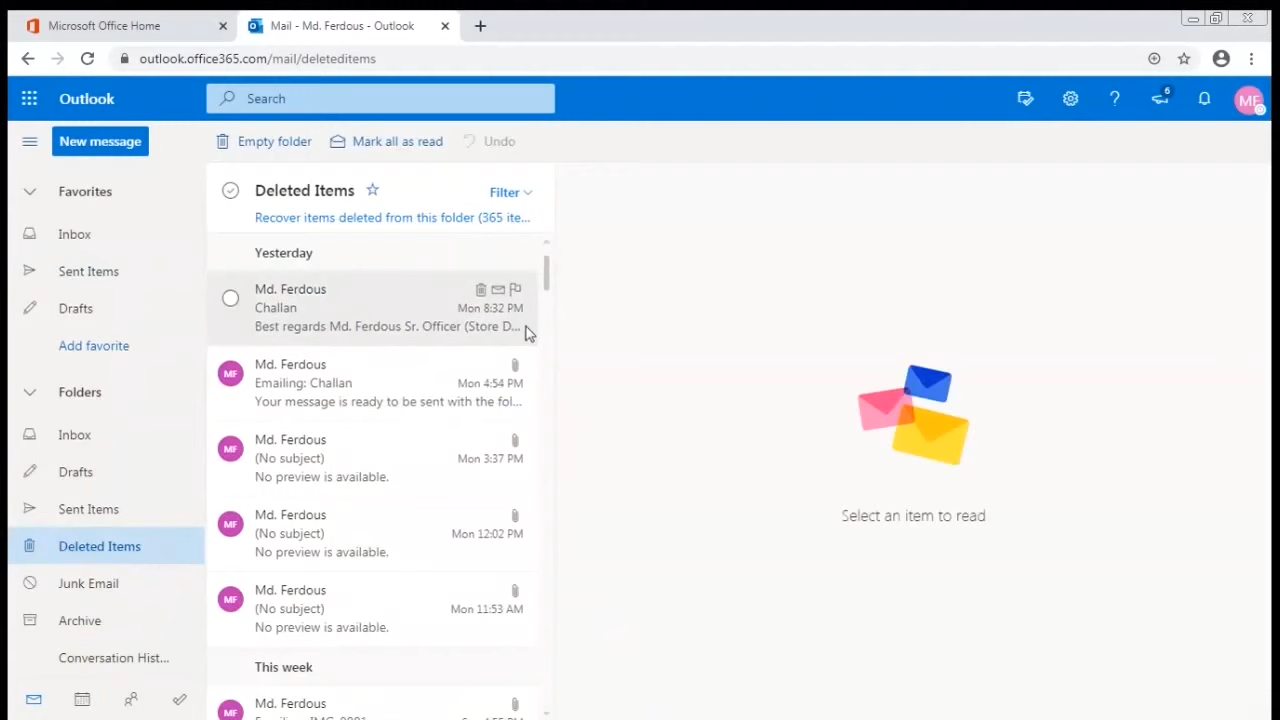 Microsoft Office Home
Mail - Md. Ferdous - Outlook
outlook.office365.com/mail/deleteditems
Outlook
Search
6
MF
New message
Empty folder
Mark all as read
Undo
Favorites
Inbox
Sent Items
Drafts
Add favorite
Folders
Inbox
Drafts
Sent Items
Deleted Items
Junk Email
Archive
Conversation Hist...
Deleted Items
Filter
Recover items deleted from this folder (365 ite...
Yesterday
Md. Ferdous
Challan Mon 8:32 PM
Best regards Md. Ferdous Sr. Officer (Store D...
MF
Md. Ferdous
Emailing: Challan Mon 4:54 PM
Your message is ready to be sent with the fol...
MF
Md. Ferdous
(No subject) Mon 3:37 PM
No preview is available.
MF
Md. Ferdous
(No subject) Mon 12:02 PM
No preview is available.
MF
Md. Ferdous
(No subject) Mon 11:53 AM
No preview is available.
This week
MF
Md. Ferdous
Select an item to read